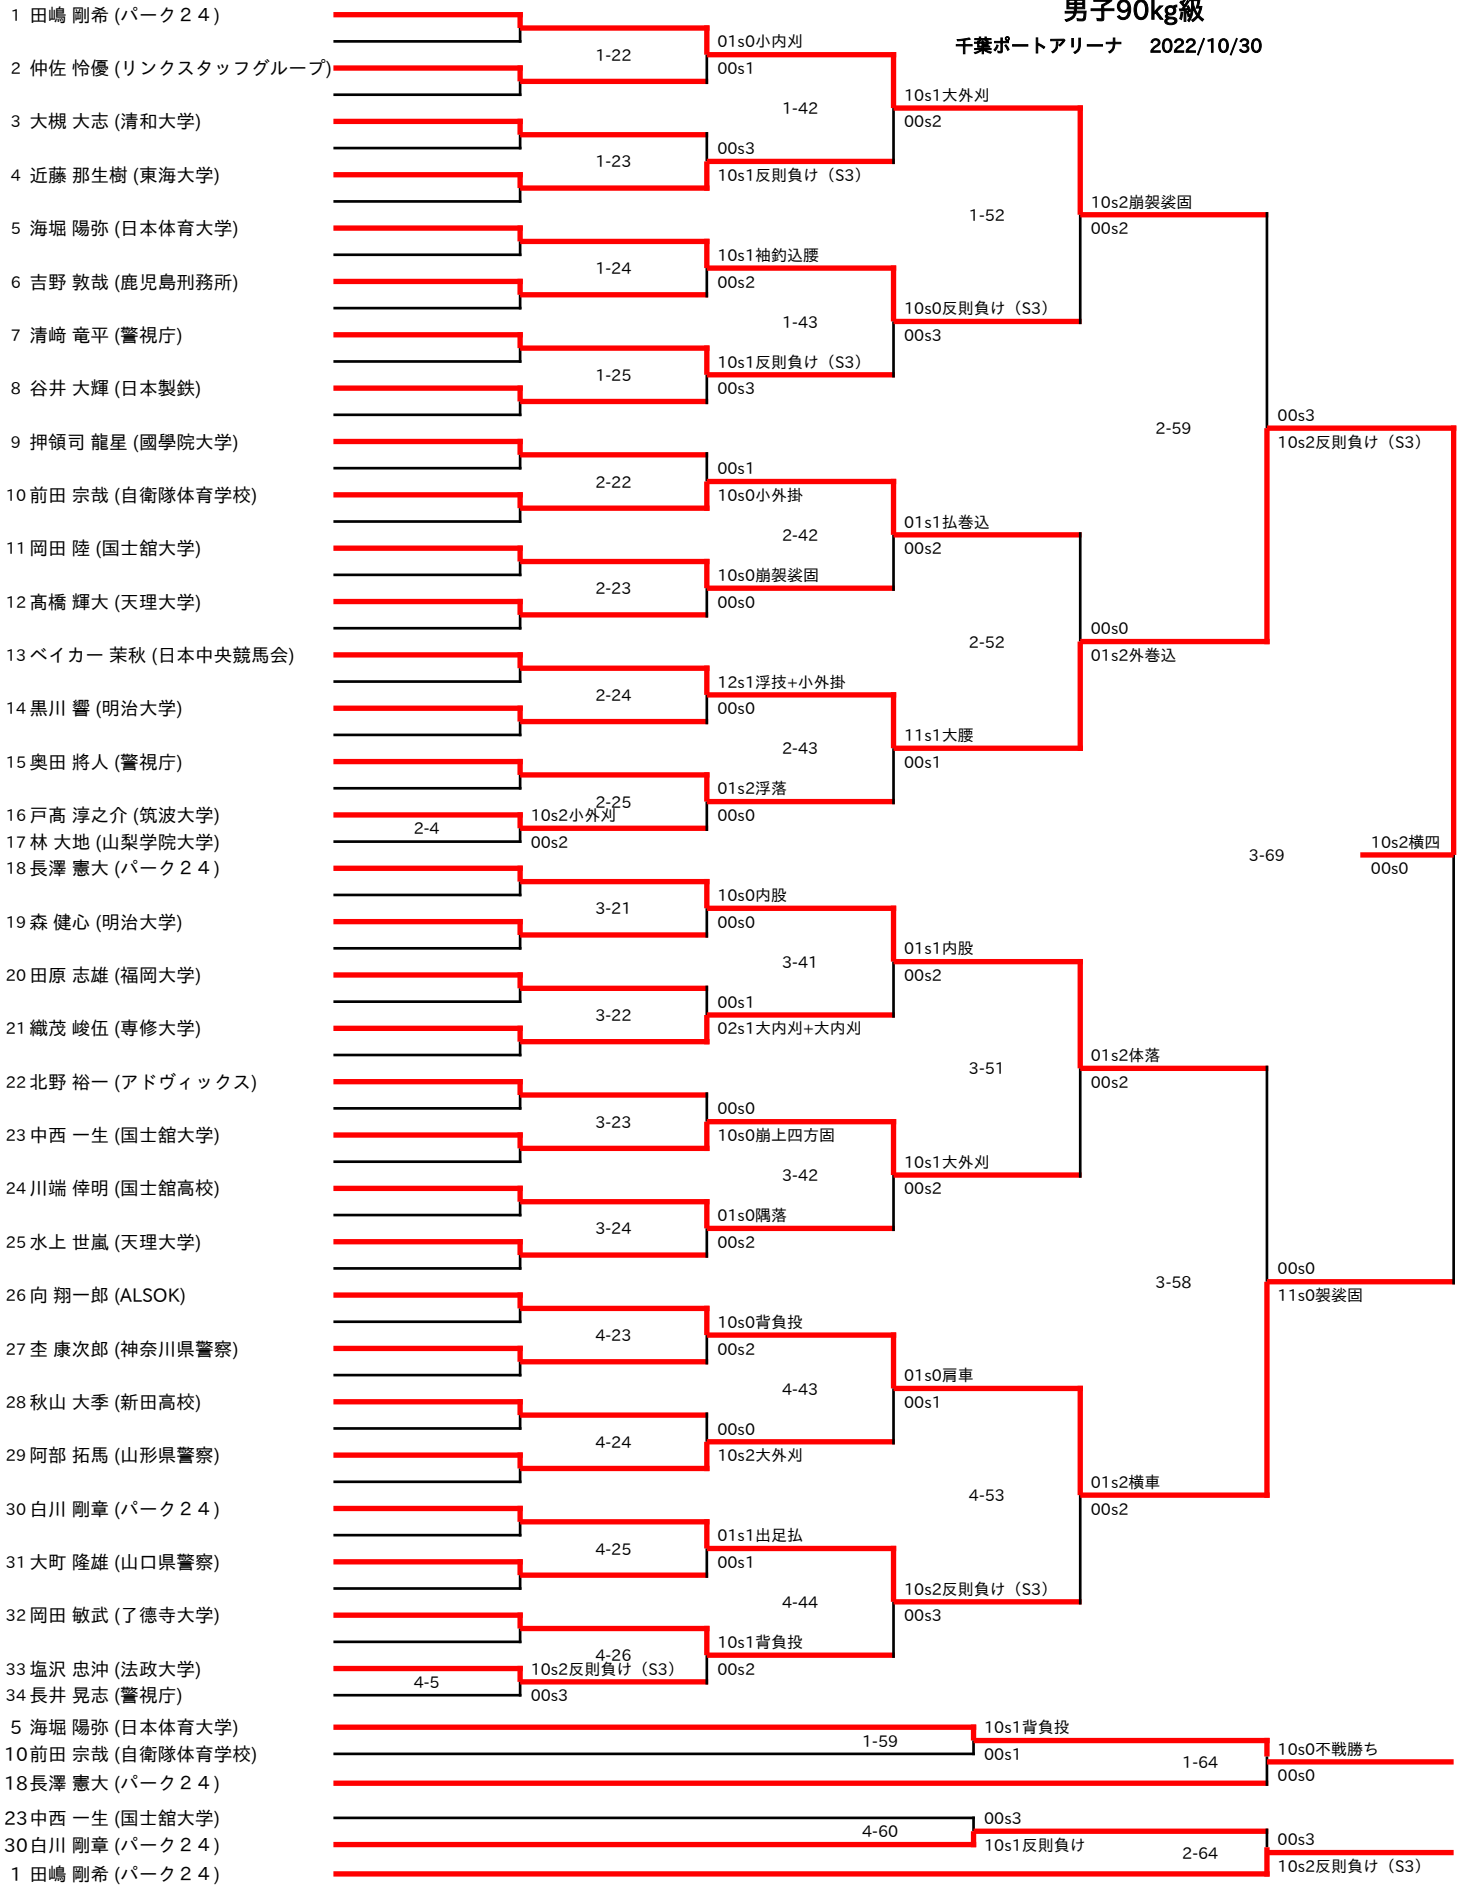 男子90kg級
千葉ポートアリーナ 2022/10/30
1 田嶋 剛希 (パーク２４)
01s0小内刈
1-22
2 仲佐 怜優 (リンクスタッフグループ)
00s1
10s1大外刈
1-42
3 大槻 大志 (清和大学)
00s2
00s3
1-23
4 近藤 那生樹 (東海大学)
10s1反則負け（S3）
10s2崩袈裟固
1-52
5 海堀 陽弥 (日本体育大学)
00s2
10s1袖釣込腰
1-24
6 吉野 敦哉 (鹿児島刑務所)
00s2
10s0反則負け（S3）
1-43
7 清﨑 竜平 (警視庁)
00s3
10s1反則負け（S3）
1-25
8 谷井 大輝 (日本製鉄)
00s3
00s3
2-59
9 押領司 龍星 (國學院大学)
10s2反則負け（S3）
00s1
2-22
10 前田 宗哉 (自衛隊体育学校)
10s0小外掛
01s1払巻込
2-42
11 岡田 陸 (国士舘大学)
00s2
10s0崩袈裟固
2-23
12 髙橋 輝大 (天理大学)
00s0
00s0
2-52
13 ベイカー 茉秋 (日本中央競馬会)
01s2外巻込
12s1浮技+小外掛
2-24
14 黒川 響 (明治大学)
00s0
11s1大腰
2-43
15 奥田 將人 (警視庁)
00s1
01s2浮落
2-25
16 戸髙 淳之介 (筑波大学)
10s2小外刈
00s0
2-4
17 林 大地 (山梨学院大学)
00s2
10s2横四
3-69
18 長澤 憲大 (パーク２４)
00s0
10s0内股
3-21
19 森 健心 (明治大学)
00s0
01s1内股
3-41
20 田原 志雄 (福岡大学)
00s2
00s1
3-22
21 織茂 峻伍 (専修大学)
02s1大内刈+大内刈
01s2体落
3-51
22 北野 裕一 (アドヴィックス)
00s2
00s0
3-23
23 中西 一生 (国士舘大学)
10s0崩上四方固
10s1大外刈
3-42
24 川端 倖明 (国士舘高校)
00s2
01s0隅落
3-24
25 水上 世嵐 (天理大学)
00s2
00s0
3-58
26 向 翔一郎 (ALSOK)
11s0袈裟固
10s0背負投
4-23
27 杢 康次郎 (神奈川県警察)
00s2
01s0肩車
4-43
28 秋山 大季 (新田高校)
00s1
00s0
4-24
29 阿部 拓馬 (山形県警察)
10s2大外刈
01s2横車
4-53
30 白川 剛章 (パーク２４)
00s2
01s1出足払
4-25
31 大町 隆雄 (山口県警察)
00s1
10s2反則負け（S3）
4-44
32 岡田 敏武 (了德寺大学)
00s3
10s1背負投
4-26
33 塩沢 忠沖 (法政大学)
10s2反則負け（S3）
00s2
4-5
34 長井 晃志 (警視庁)
00s3
5 海堀 陽弥 (日本体育大学)
10s1背負投
1-59
10 前田 宗哉 (自衛隊体育学校)
00s1
10s0不戦勝ち
1-64
18 長澤 憲大 (パーク２４)
00s0
23 中西 一生 (国士舘大学)
00s3
4-60
30 白川 剛章 (パーク２４)
10s1反則負け
00s3
2-64
1 田嶋 剛希 (パーク２４)
10s2反則負け（S3）